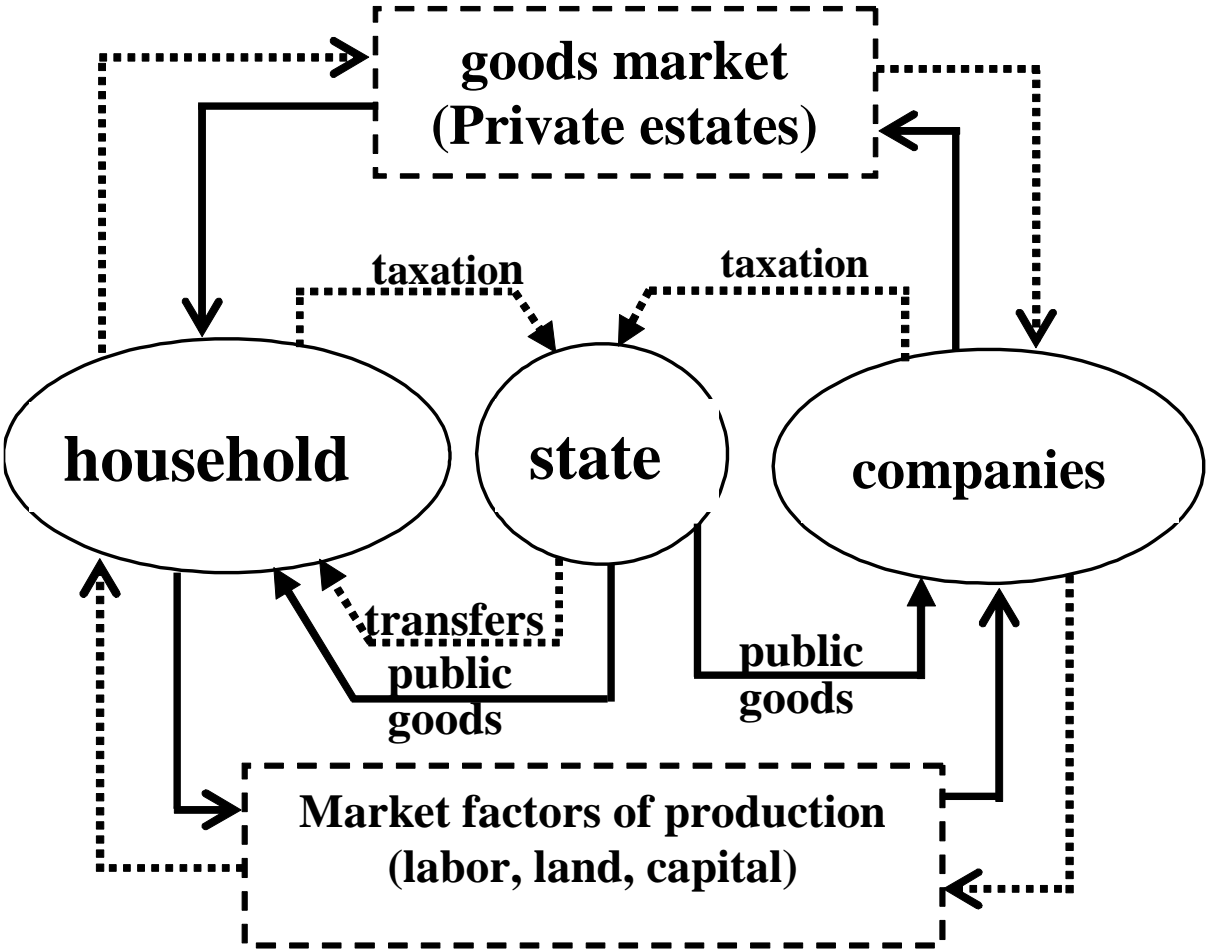 goods market
(Private estates)
taxation
taxation
household
state
companies
transfers
public
goods
public
goods
Market factors of production
(labor, land, capital)